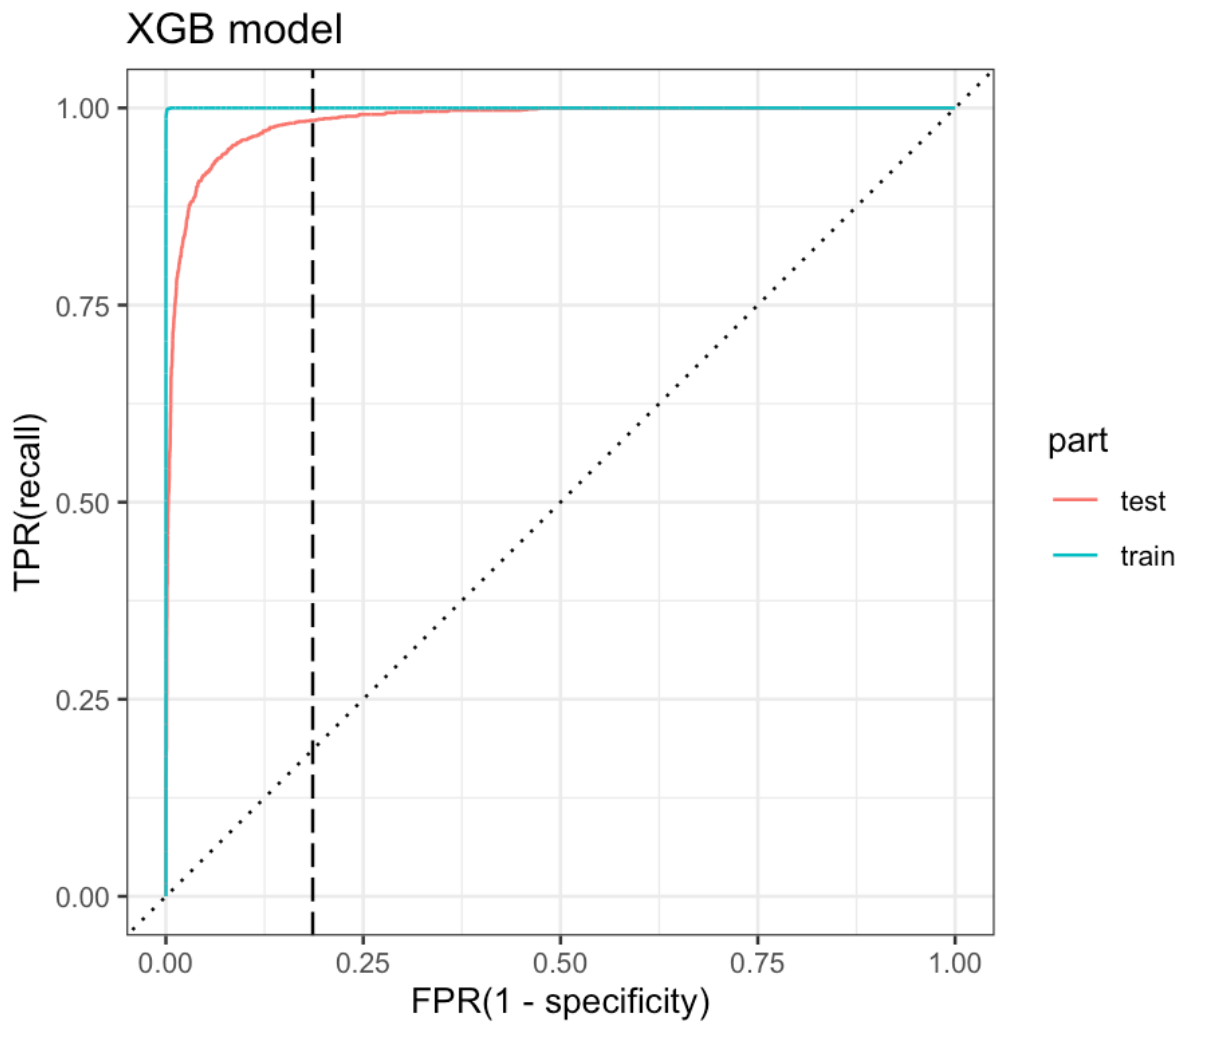 XGB model
1.00
0.75
0.50
0.25
0.00
TPR(recall)
0.00 0.25 0.50 0.75 1.00
FPR(1 - specificity)
part
test
train